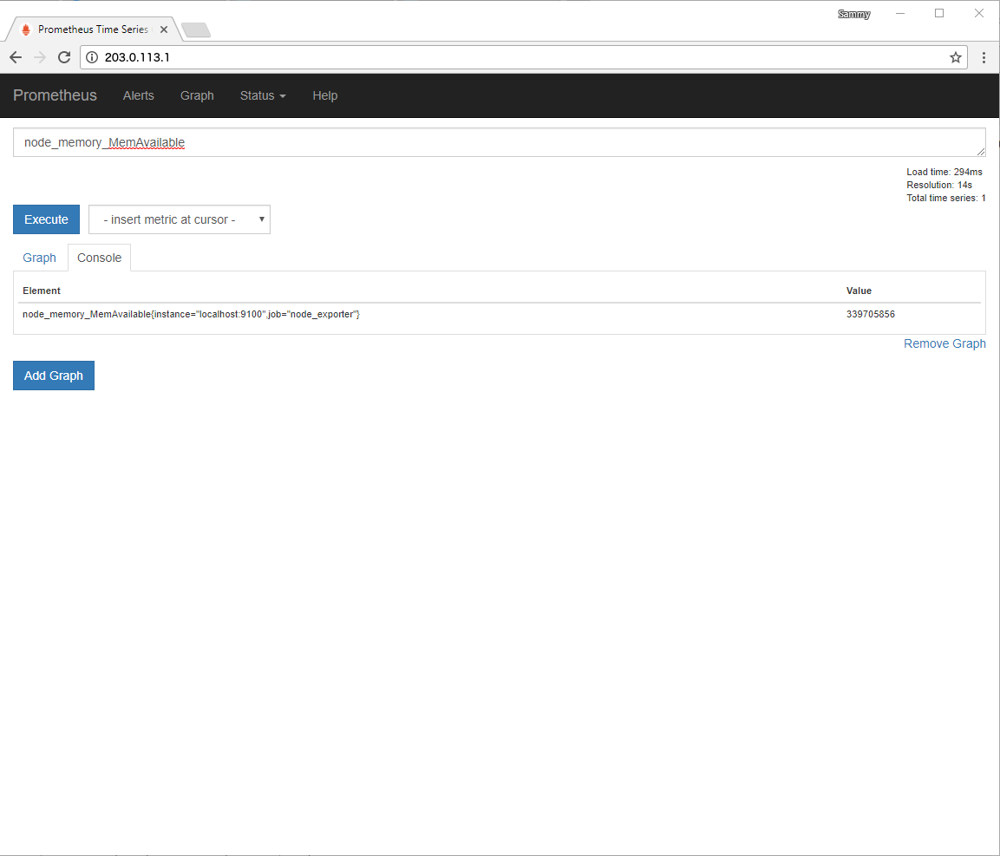 Sammy
Prometheus Time Series
203.0.113.1
Prometheus Alerts Graph Status Help
node_memory_MemAvailable
Load time: 294ms
Resolution: 14s
Total time series: 1
Execute - insert metric at cursor -
Graph Console
Element Value
node_memory_MemAvailable{instance="localhost:9100",job="node_exporter"} 339705856
Remove Graph
Add Graph